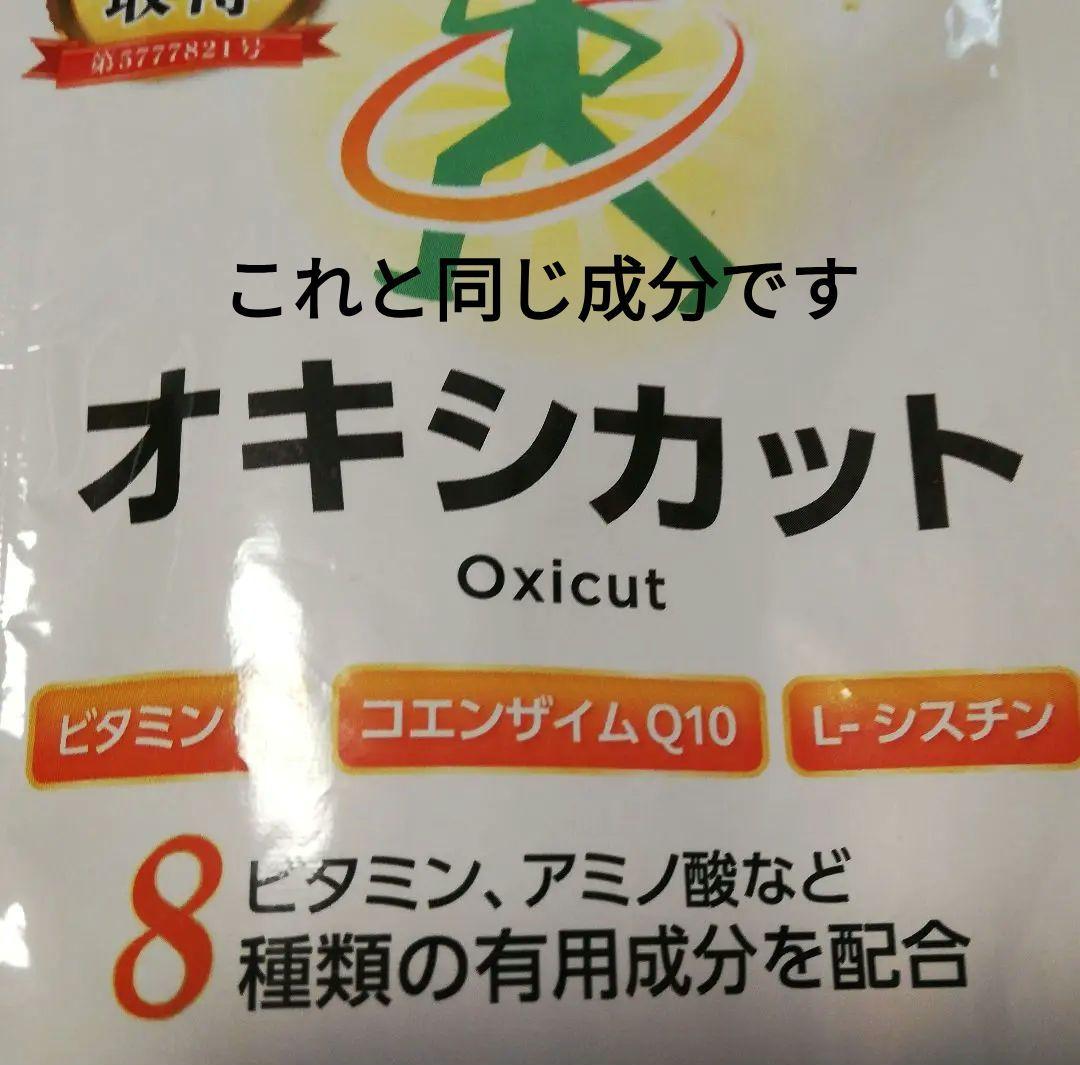 取得
第5777821号
これと同じ成分です
オキシカット
Oxicut
ビタミン
コエンザイムQ10
L-シスチン
8
ビタミン、アミノ酸など
種類の有用成分を配合